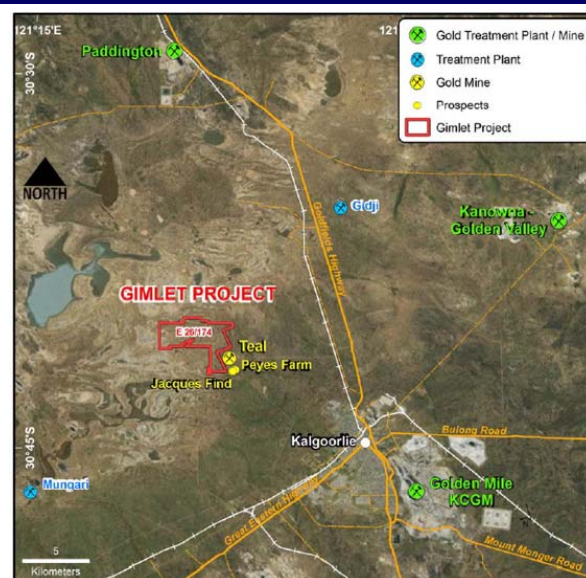 121°15'E
121°
30°30'S
Paddington
Gold Treatment Plant / Mine
Treatment Plant
Gold Mine
Prospects
Gimlet Project
NORTH
Gidji
Kanowna -
Golden Valley
Goldfields Highway
GIMLET PROJECT
E 26/174
Teal
Peyes Farm
Jacques Find
30°45'S
Kalgoorlie
Bulong Road
Mungari
Golden Mile
KCGM
Great Eastern Highway
Mount Monger Road
5
Kilometers